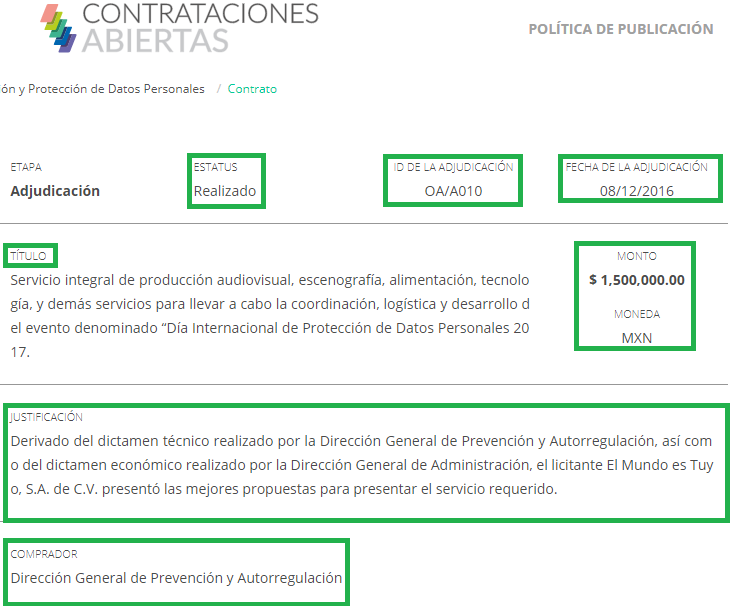 CONTRATACIONES
ABIERTAS
POLÍTICA DE PUBLICACIÓN
ón y Protección de Datos Personales / Contrato
ETAPA
Adjudicación
ESTATUS
Realizado
ID DE LA ADJUDICACIÓN
OA/A010
FECHA DE LA ADJUDICACIÓN
08/12/2016
TÍTULO
Servicio integral de producción audiovisual, escenografía, alimentación, tecnolo
gía, y demás servicios para llevar a cabo la coordinación, logística y desarrollo d
el evento denominado “Día Internacional de Protección de Datos Personales 20
17.
MONTO
$ 1,500,000.00
MONEDA
MXN
JUSTIFICACIÓN
Derivado del dictamen técnico realizado por la Dirección General de Prevención y Autorregulación, así com
o del dictamen económico realizado por la Dirección General de Administración, el licitante El Mundo es Tuy
o, S.A. de C.V. presentó las mejores propuestas para presentar el servicio requerido.
COMPRADOR
Dirección General de Prevención y Autorregulación